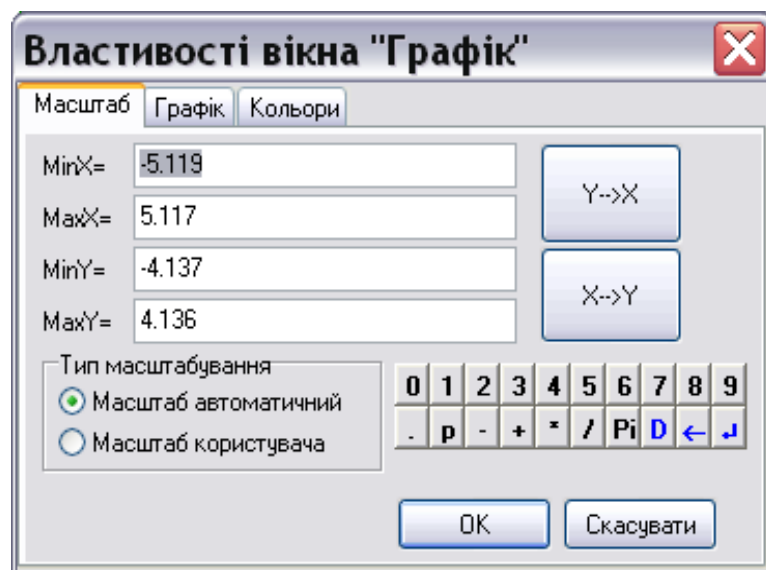 Властивості вікна "Графік"
Масштаб Графік Кольори
MinX= -5.119
Y-->X
MaxX= 5.117
MinY= -4.137
X-->Y
MaxY= 4.136
Тип масштабування
Масштаб автоматичний
Масштаб користувача
0 1 2 3 4 5 6 7 8 9
. p - + * / Pi D ← ↵
OK Скасувати